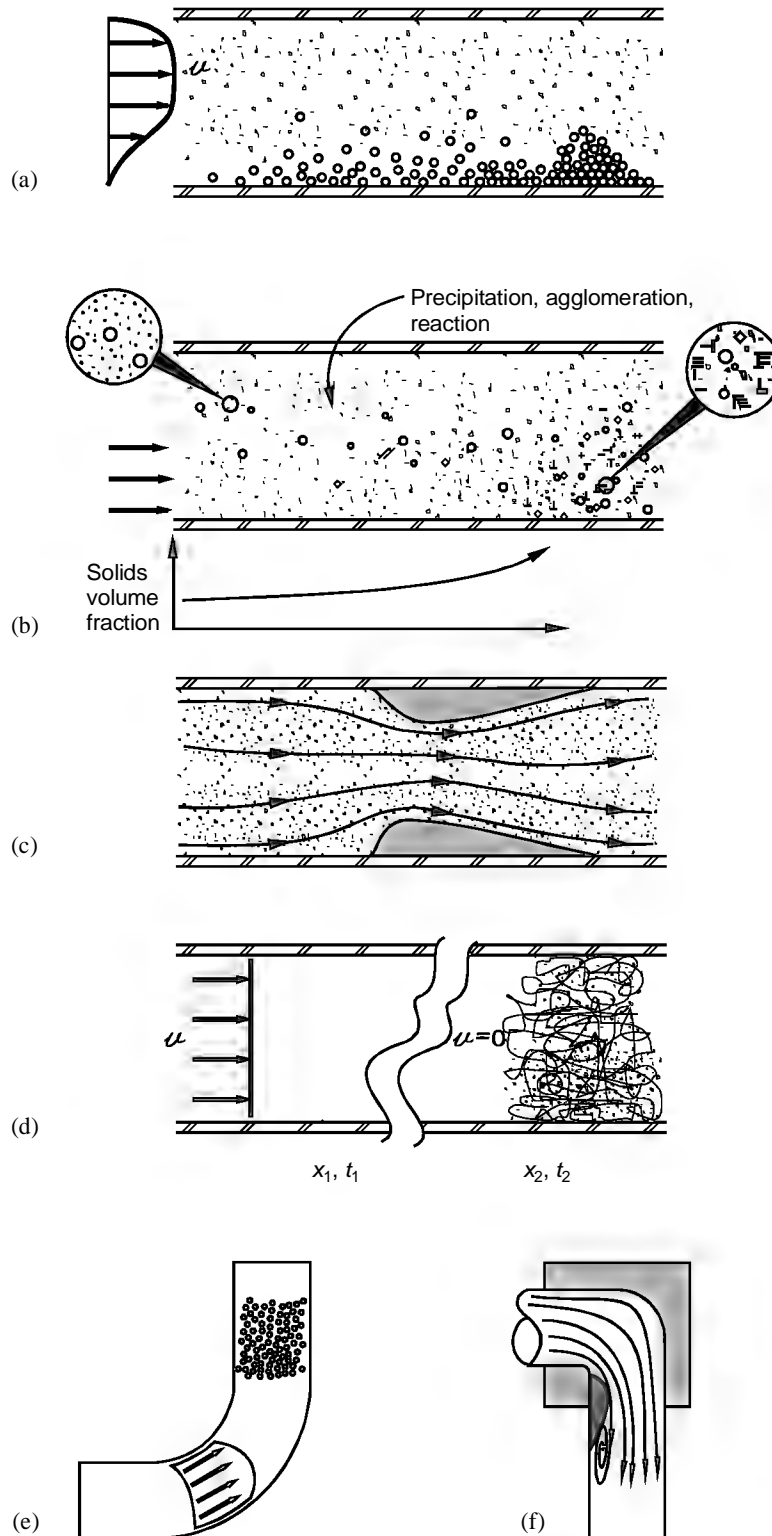 u
(a)
Precipitation, agglomeration,
reaction
Solids
volume
fraction
(b)
(c)
u
u=0
(d)
x₁, t₁
x₂, t₂
(e)
(f)